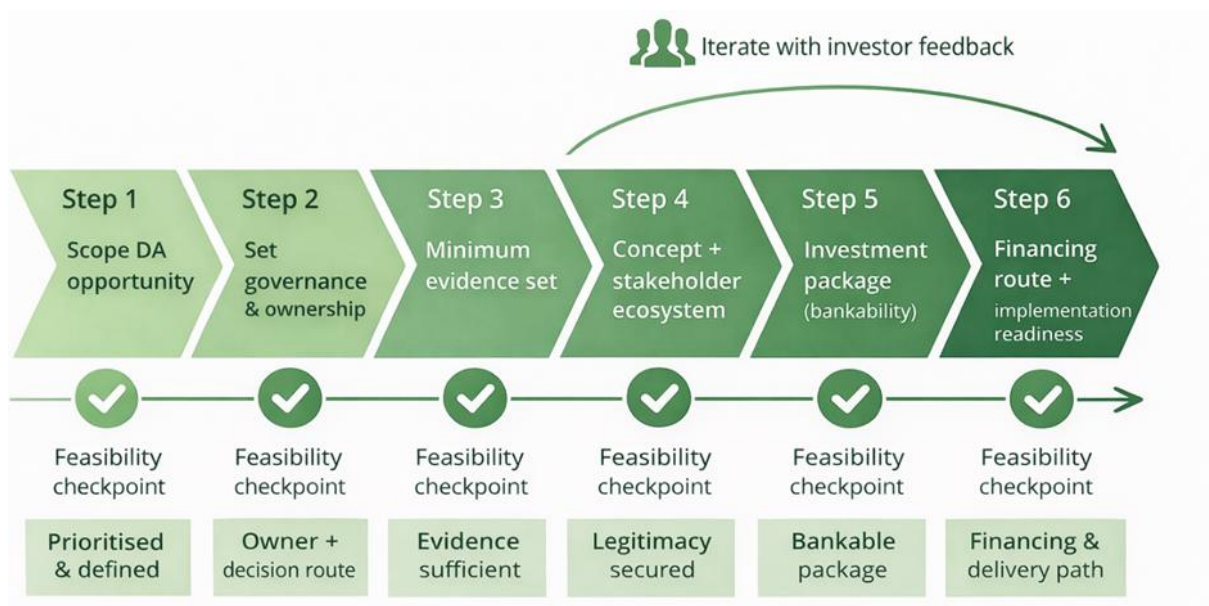 Iterate with investor feedback
Step 1
Scope DA
opportunity
Step 2
Set
governance
& ownership
Step 3
Minimum
evidence set
Step 4
Concept +
stakeholder
ecosystem
Step 5
Investment
package
(bankability)
Step 6
Financing
route +
implementation
readiness
Feasibility
checkpoint
Feasibility
checkpoint
Feasibility
checkpoint
Feasibility
checkpoint
Feasibility
checkpoint
Feasibility
checkpoint
Prioritised
& defined
Owner +
decision route
Evidence
sufficient
Legitimacy
secured
Bankable
package
Financing &
delivery path